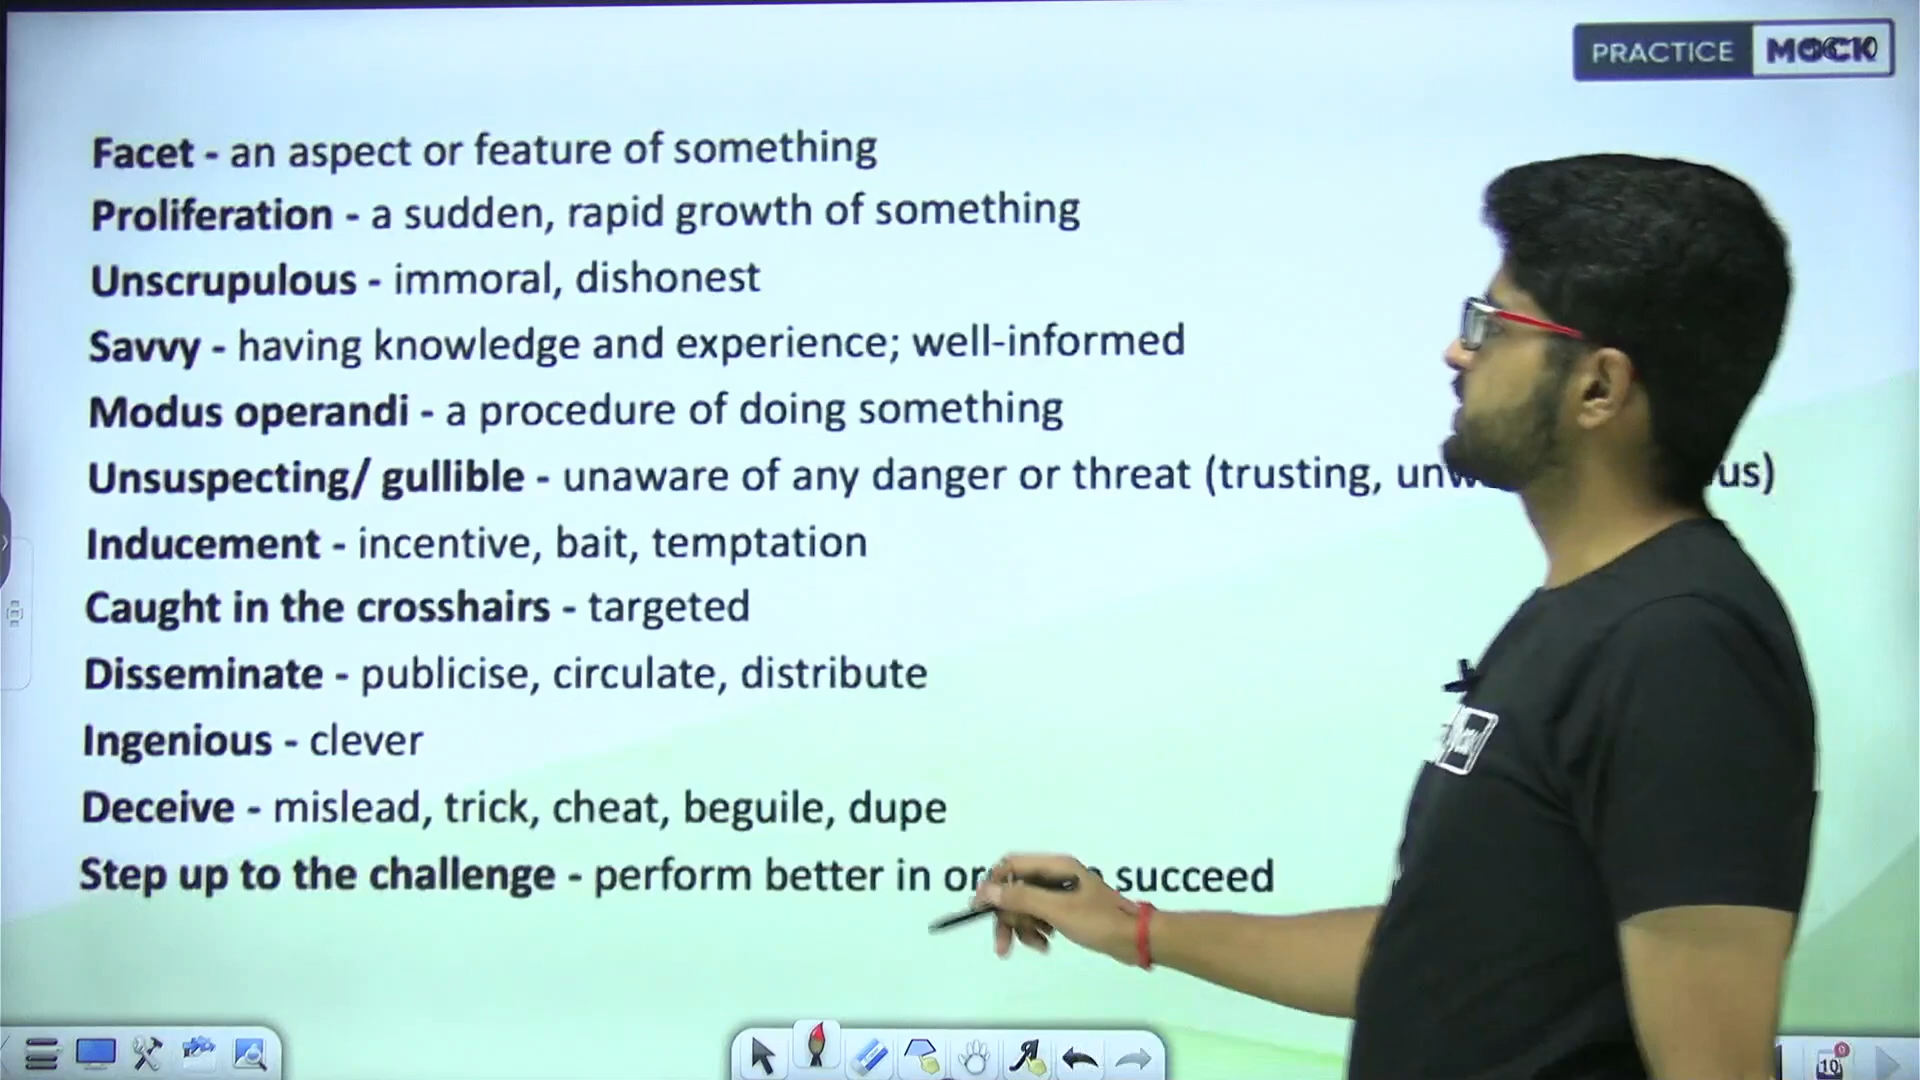 PRACTICE MOCK
Facet - an aspect or feature of something
Proliferation - a sudden, rapid growth of something
Unscrupulous - immoral, dishonest
Savvy - having knowledge and experience; well-informed
Modus operandi - a procedure of doing something
Unsuspecting/ gullible - unaware of any danger or threat (trusting, us)
Inducement - incentive, bait, temptation
Caught in the crosshairs - targeted
Disseminate - publicise, circulate, distribute
Ingenious - clever
Deceive - mislead, trick, cheat, beguile, dupe
Step up to the challenge - perform better in succeed
10